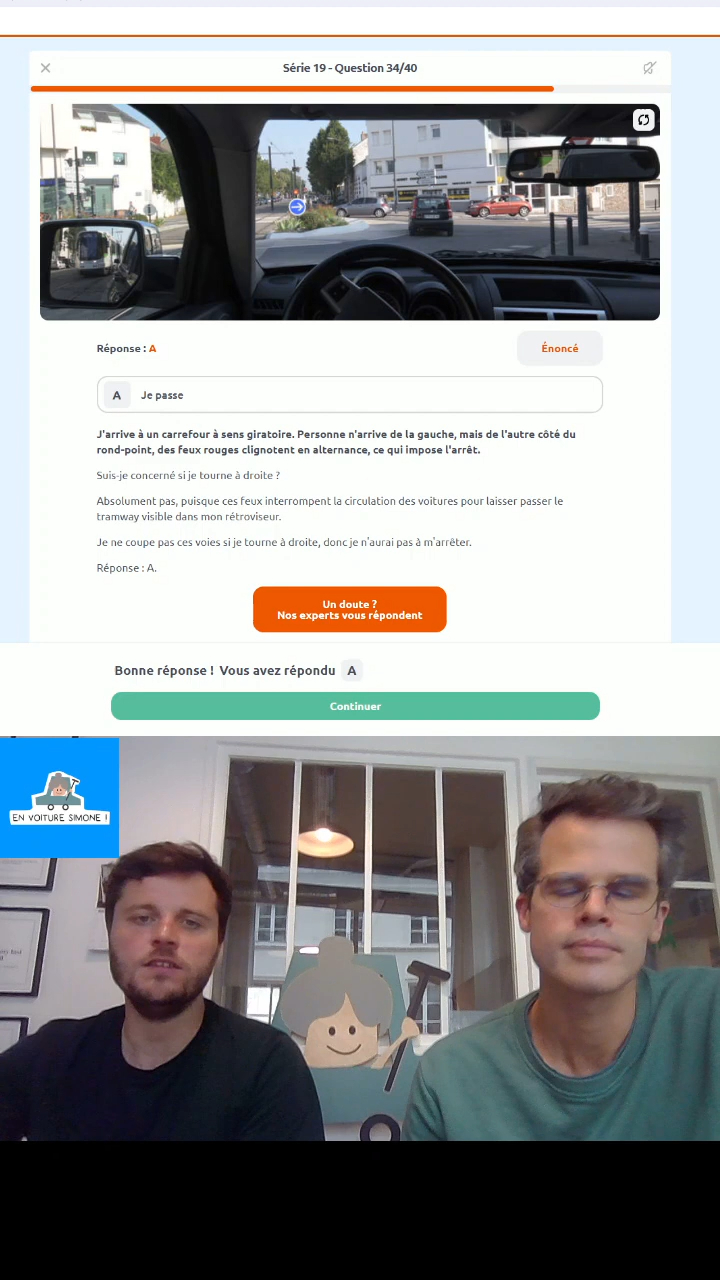 Série 19 - Question 34/40
Réponse : A
Énoncé
A Je passe
J'arrive à un carrefour à sens giratoire. Personne n'arrive de la gauche, mais de l'autre côté du
rond-point, des feux rouges clignotent en alternance, ce qui impose l'arrêt.
Suis-je concerné si je tourne à droite ?
Absolument pas, puisque ces feux interrompent la circulation des voitures pour laisser passer le
tramway visible dans mon rétroviseur.
Je ne coupe pas ces voies si je tourne à droite, donc je n'aurai pas à m'arrêter.
Réponse : A.
Un doute ?
Nos experts vous répondent
Bonne réponse ! Vous avez répondu A
Continuer
EN VOITURE SIMONE !